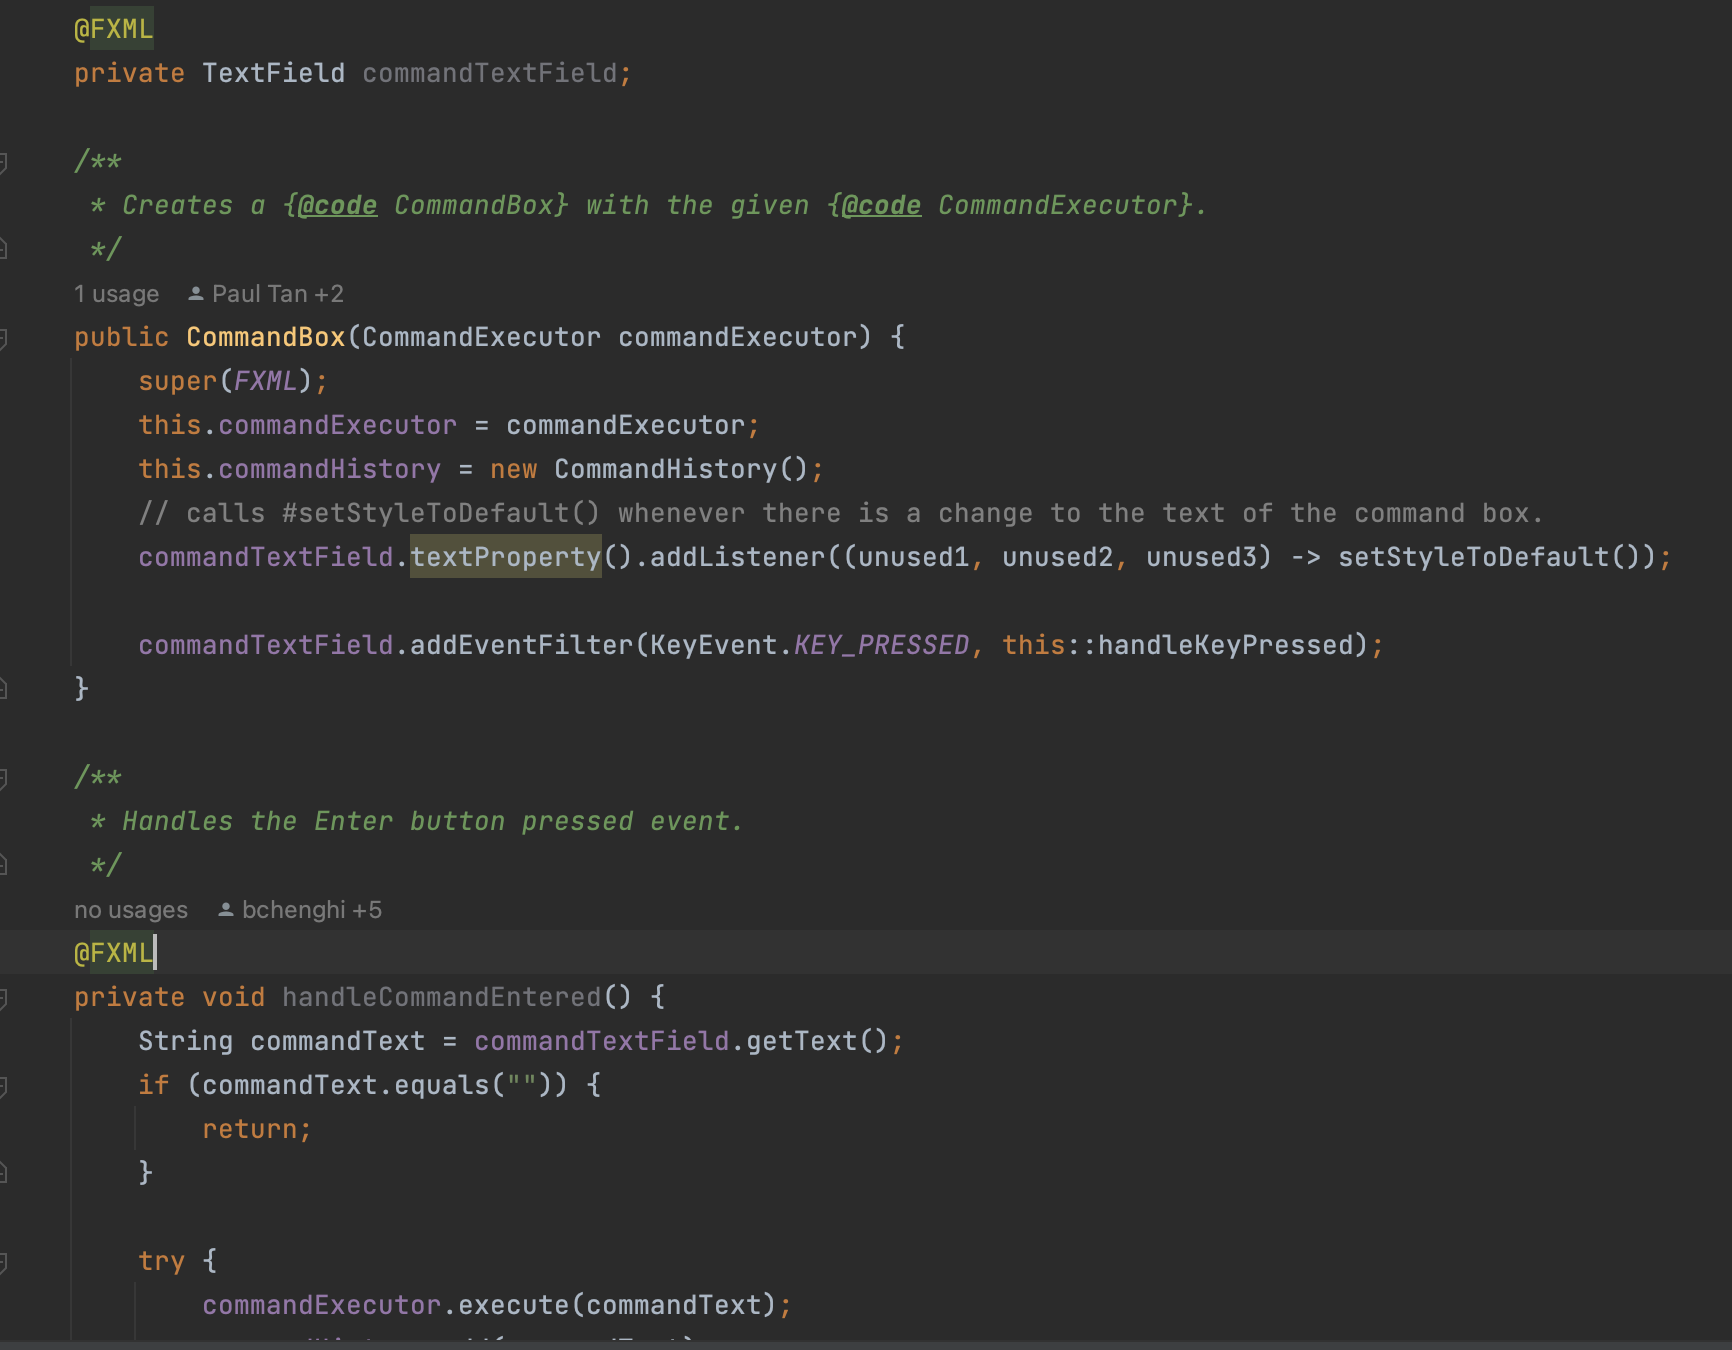 @FXML
private TextField commandTextField;
/**
 * Creates a {@code CommandBox} with the given {@code CommandExecutor}.
 */
1 usage Paul Tan +2
public CommandBox(CommandExecutor commandExecutor) {
    super(FXML);
    this.commandExecutor = commandExecutor;
    this.commandHistory = new CommandHistory();
    // calls #setStyleToDefault() whenever there is a change to the text of the command box.
    commandTextField.textProperty().addListener((unused1, unused2, unused3) -> setStyleToDefault());
    commandTextField.addEventFilter(KeyEvent.KEY_PRESSED, this::handleKeyPressed);
}
/**
 * Handles the Enter button pressed event.
 */
no usages bchenghi +5
@FXML
private void handleCommandEntered() {
    String commandText = commandTextField.getText();
    if (commandText.equals("")) {
        return;
    }
    try {
        commandExecutor.execute(commandText);